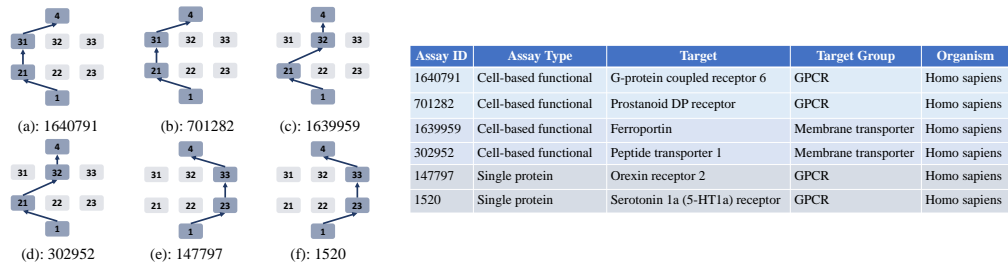 4 4 4
31 32 33 31 32 33 31 32 33
21 22 23 21 22 23 21 22 23
1 1 1
(a): 1640791 (b): 701282 (c): 1639959
4 4 4
31 32 33 31 32 33 31 32 33
21 22 23 21 22 23 21 22 23
1 1 1
(d): 302952 (e): 147797 (f): 1520
Assay ID Assay Type Target Target Group Organism
1640791 Cell-based functional G-protein coupled receptor 6 GPCR Homo sapiens
701282 Cell-based functional Prostanoid DP receptor GPCR Homo sapiens
1639959 Cell-based functional Ferroportin Membrane transporter Homo sapiens
302952 Cell-based functional Peptide transporter 1 Membrane transporter Homo sapiens
147797 Single protein Orexin receptor 2 GPCR Homo sapiens
1520 Single protein Serotonin 1a (5-HT1a) receptor GPCR Homo sapiens